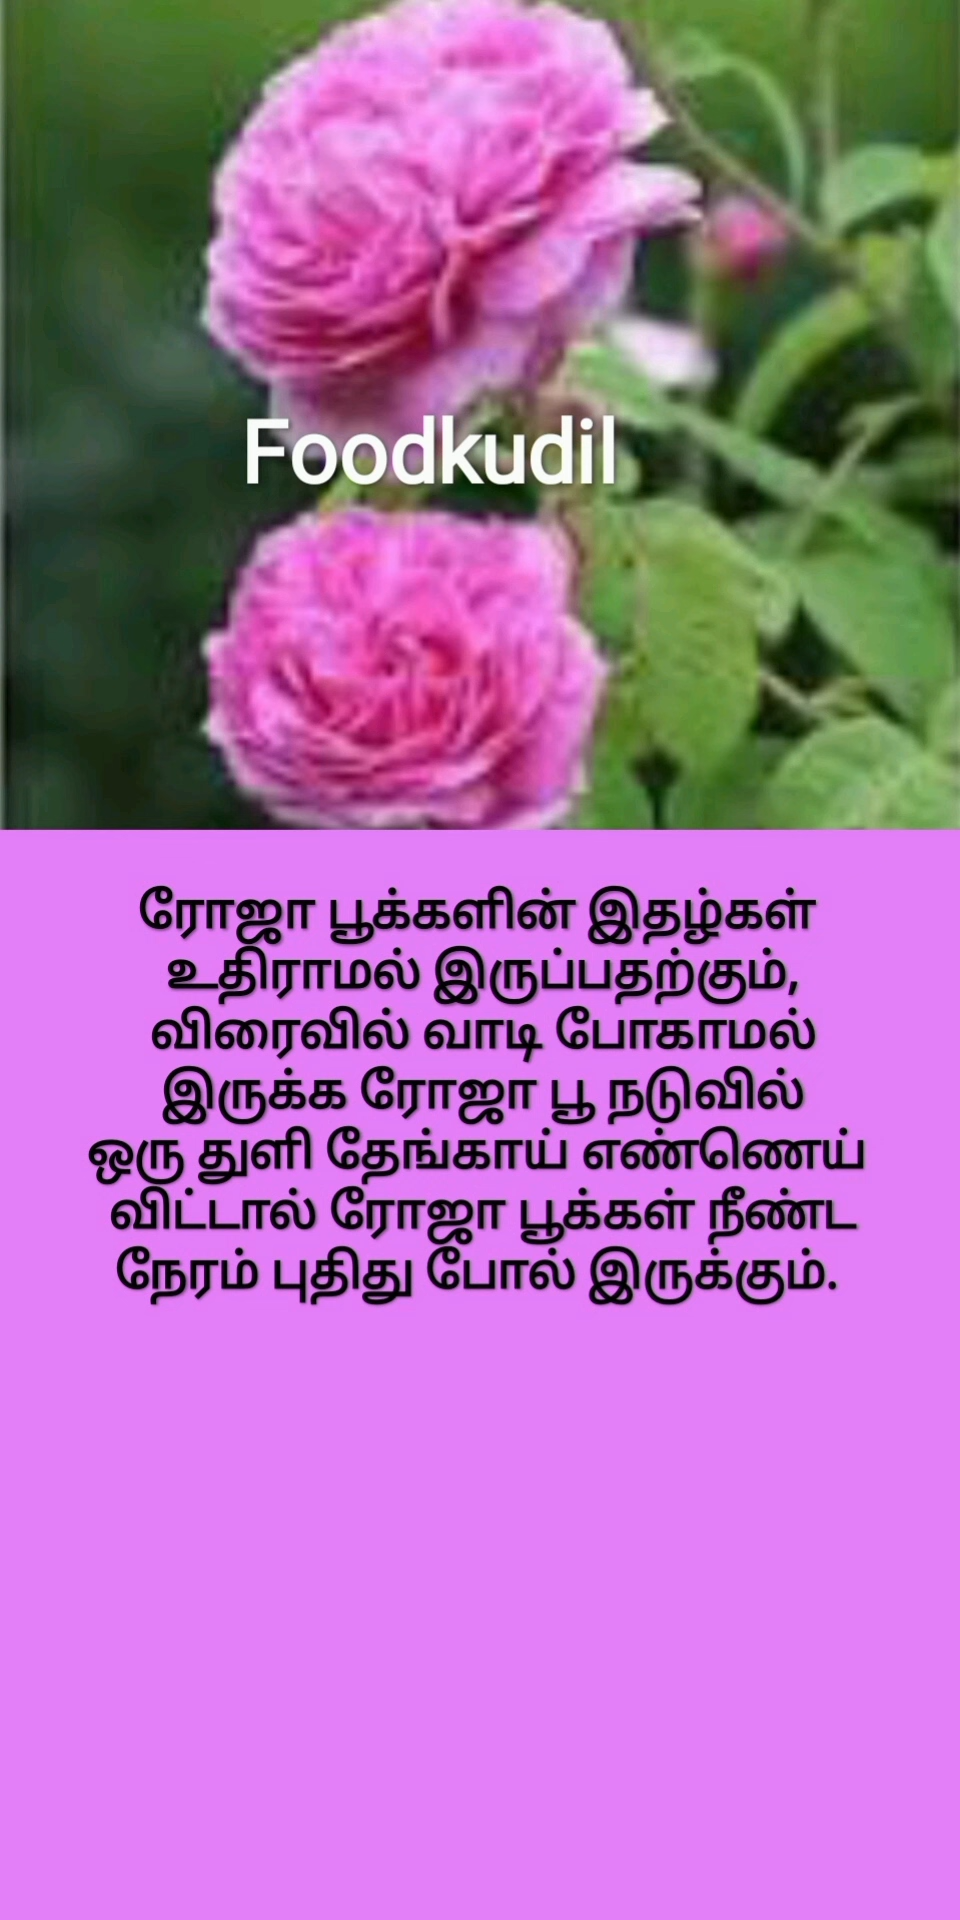 Foodkudil
ரோஜா பூக்களின் இதழ்கள்
உதிராமல் இருப்பதற்கும்,
விரைவில் வாடி போகாமல்
இருக்க ரோஜா பூ நடுவில்
ஒரு துளி தேங்காய் எண்ணெய்
விட்டால் ரோஜா பூக்கள் நீண்ட
நேரம் புதிது போல் இருக்கும்.